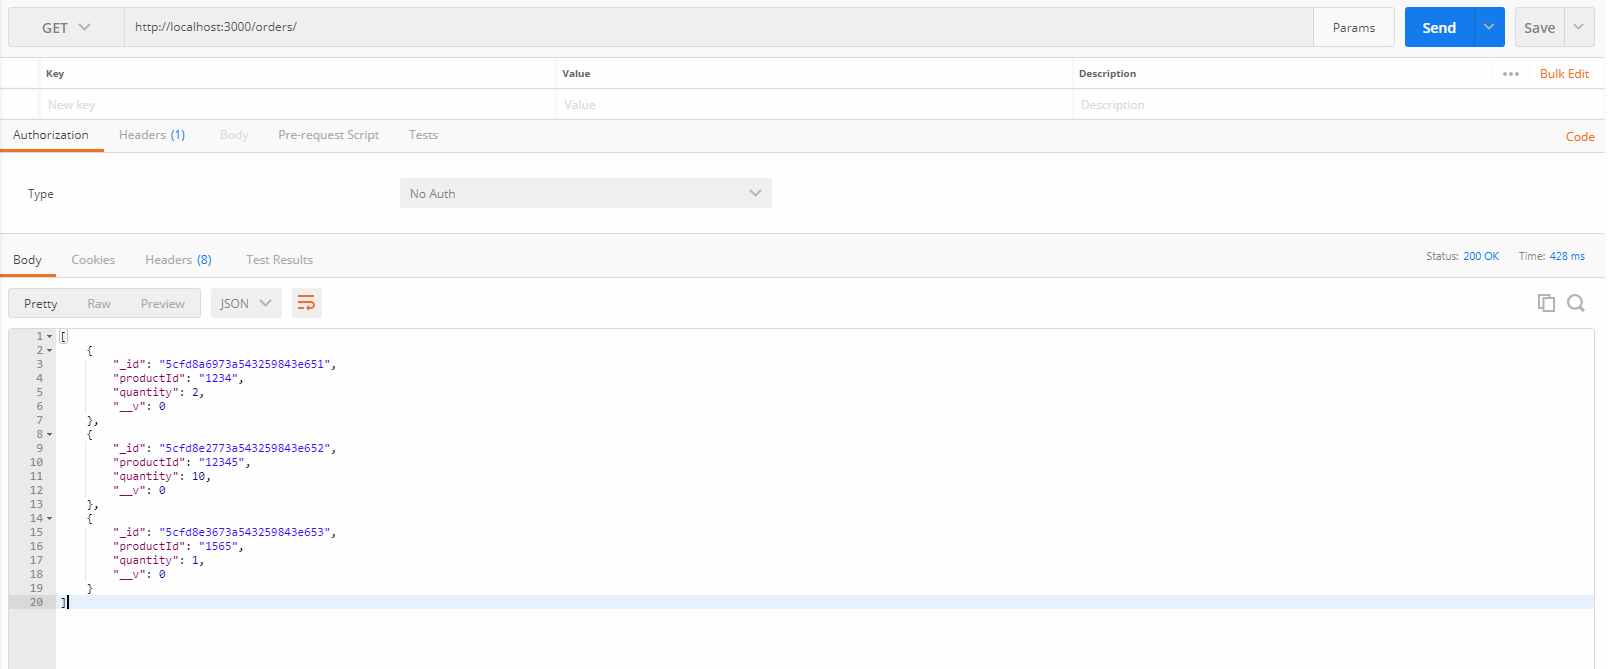 GET http://localhost:3000/orders/ Params Send Save
Key Value Description ••• Bulk Edit
New key Value Description
Authorization Headers (1) Body Pre-request Script Tests Code
Type No Auth
Body Cookies Headers (8) Test Results Status: 200 OK Time: 428 ms
Pretty Raw Preview JSON
1 [
2 {
3 "_id": "5cfd8a6973a543259843e651",
4 "productId": "1234",
5 "quantity": 2,
6 "__v": 0
7 },
8 {
9 "_id": "5cfd8e2773a543259843e652",
10 "productId": "12345",
11 "quantity": 10,
12 "__v": 0
13 },
14 {
15 "_id": "5cfd8e3673a543259843e653",
16 "productId": "1565",
17 "quantity": 1,
18 "__v": 0
19 }
20 ]